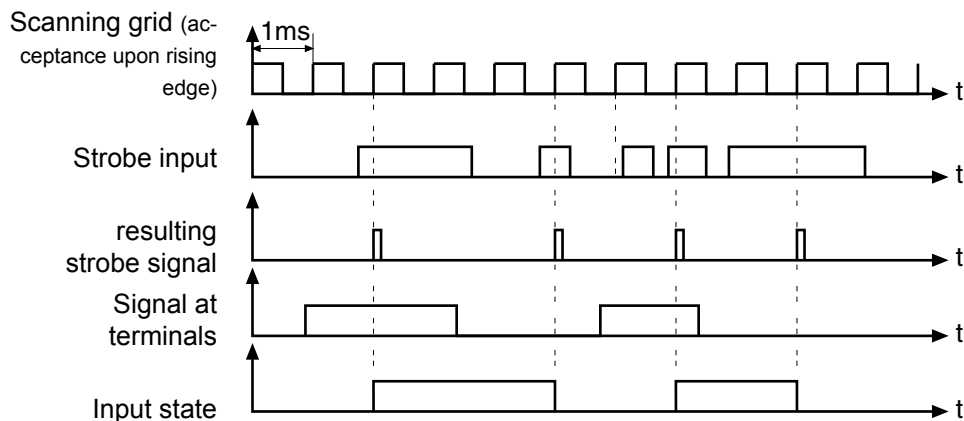 Scanning grid (ac-
ceptance upon rising
edge)
1ms
t
Strobe input
t
resulting
strobe signal
t
Signal at
terminals
t
Input state
t